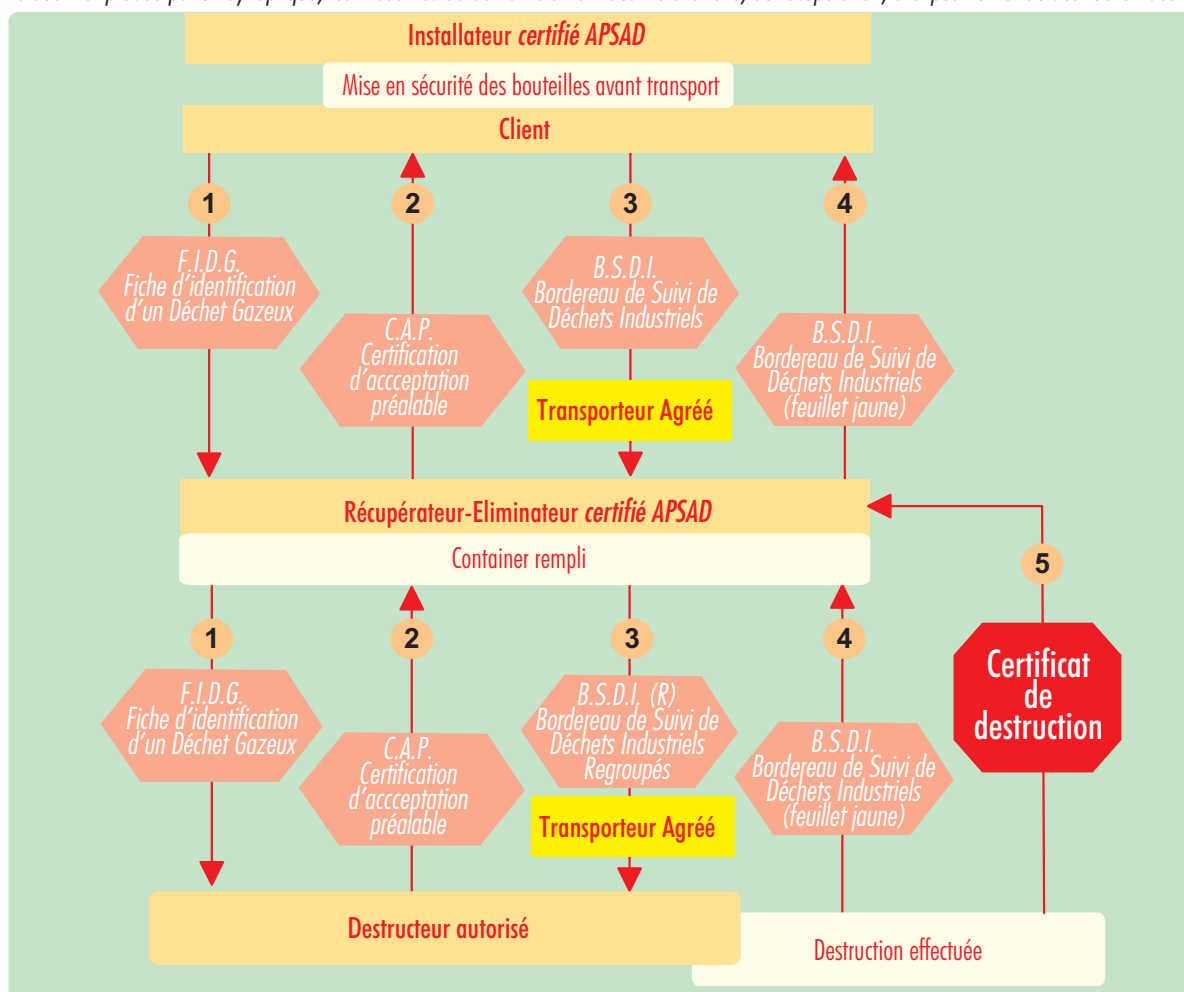 Installateur certifié APSAD
Mise en sécurité des bouteilles avant transport
Client
1
2
3
4
F.I.D.G.
Fiche d'identification
d'un Déchet Gazeux
C.A.P.
Certification
d'accceptation
préalable
B.S.D.I.
Bordereau de Suivi de
Déchets Industriels
Transporteur Agréé
B.S.D.I.
Bordereau de Suivi de
Déchets Industriels
(feuillet jaune)
Récupérateur-Eliminateur certifié APSAD
Container rempli
5
1
2
3
4
F.I.D.G.
Fiche d'identification
d'un Déchet Gazeux
C.A.P.
Certification
d'accceptation
préalable
B.S.D.I. (R)
Bordereau de Suivi de
Déchets Industriels
Regroupés
Transporteur Agréé
B.S.D.I.
Bordereau de Suivi de
Déchets Industriels
(feuillet jaune)
Certificat
de
destruction
Destructeur autorisé
Destruction effectuée